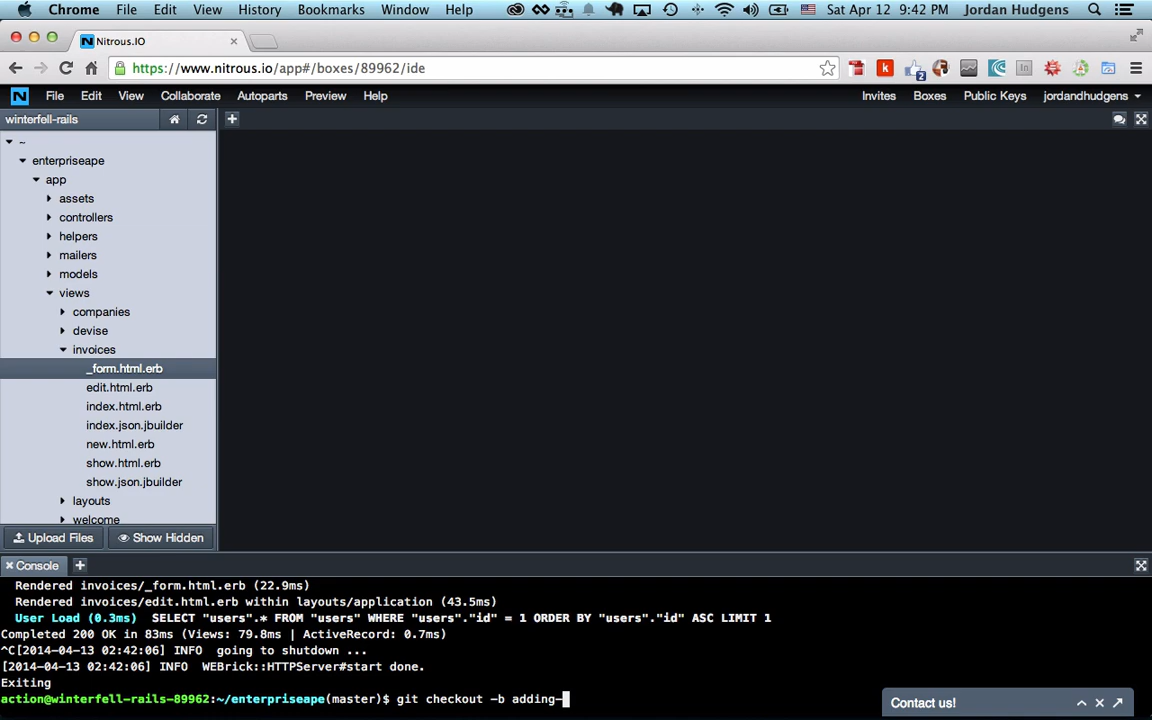 Chrome File Edit View History Bookmarks Window Help Sat Apr 12 9:42 PM Jordan Hudgens
Nitrous.IO
https://www.nitrous.io/app#/boxes/89962/ide
k 2 in
N File Edit View Collaborate Autoparts Preview Help Invites Boxes Public Keys jordandhudgens
winterfell-rails
~
enterpriseape
app
assets
controllers
helpers
mailers
models
views
companies
devise
invoices
_form.html.erb
edit.html.erb
index.html.erb
index.json.jbuilder
new.html.erb
show.html.erb
show.json.jbuilder
layouts
welcome
Upload Files Show Hidden
Console
Rendered invoices/_form.html.erb (22.9ms)
Rendered invoices/edit.html.erb within layouts/application (43.5ms)
User Load (0.3ms) SELECT "users".* FROM "users" WHERE "users"."id" = 1 ORDER BY "users"."id" ASC LIMIT 1
Completed 200 OK in 83ms (Views: 79.8ms | ActiveRecord: 0.7ms)
^C[2014-04-13 02:42:06] INFO going to shutdown ...
[2014-04-13 02:42:06] INFO WEBrick::HTTPServer#start done.
Exiting
action@winterfell-rails-89962:~/enterpriseape(master)$ git checkout -b adding-
Contact us!